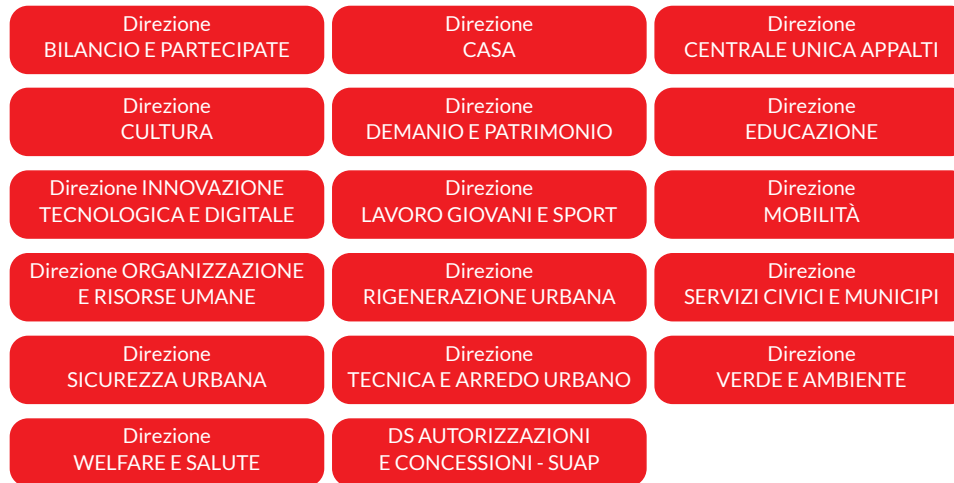 Direzione
BILANCIO E PARTECIPATE
Direzione
CASA
Direzione
CENTRALE UNICA APPALTI
Direzione
CULTURA
Direzione
DEMANIO E PATRIMONIO
Direzione
EDUCAZIONE
Direzione INNOVAZIONE
TECNOLOGICA E DIGITALE
Direzione
LAVORO GIOVANI E SPORT
Direzione
MOBILITÀ
Direzione ORGANIZZAZIONE
E RISORSE UMANE
Direzione
RIGENERAZIONE URBANA
Direzione
SERVIZI CIVICI E MUNICIPI
Direzione
SICUREZZA URBANA
Direzione
TECNICA E ARREDO URBANO
Direzione
VERDE E AMBIENTE
Direzione
WELFARE E SALUTE
DS AUTORIZZAZIONI
E CONCESSIONI - SUAP